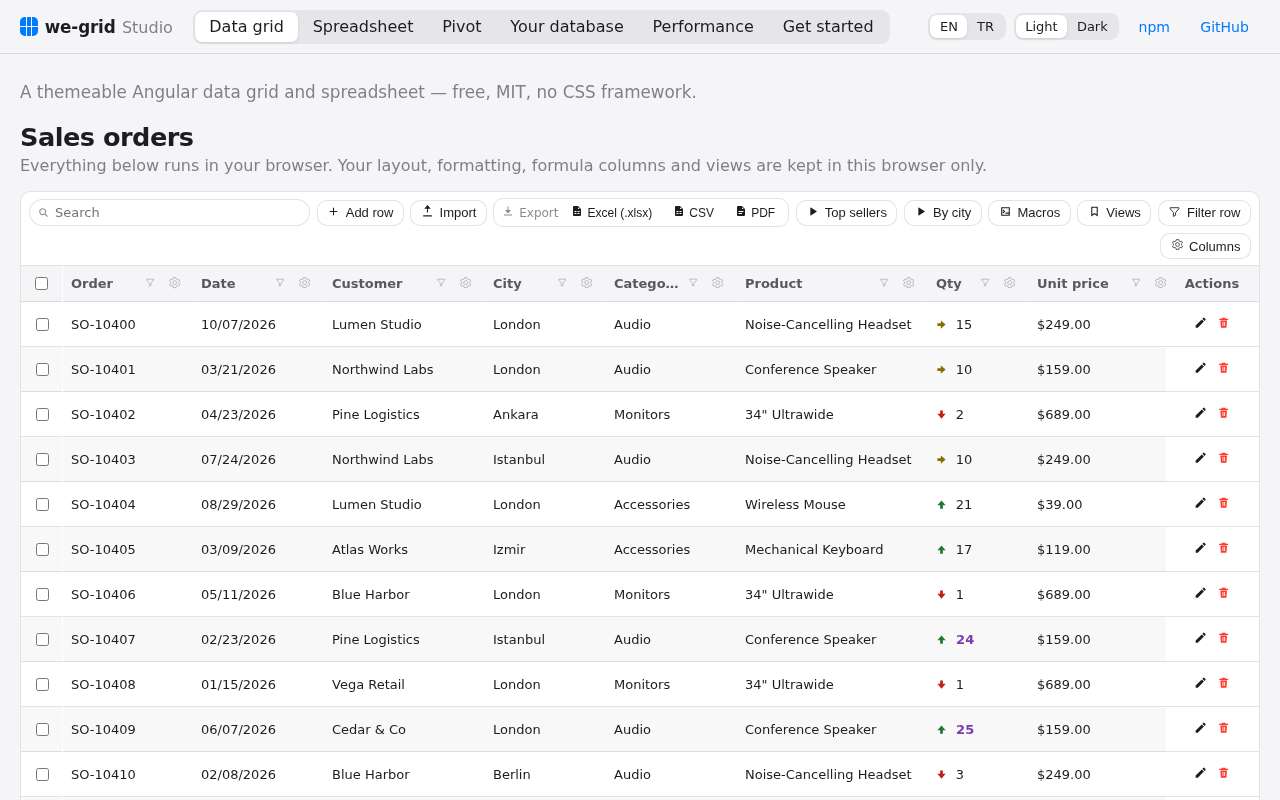 we-grid Studio Data grid Spreadsheet Pivot Your database Performance Get started EN TR Light Dark npm GitHub
A themeable Angular data grid and spreadsheet — free, MIT, no CSS framework.
Sales orders
Everything below runs in your browser. Your layout, formatting, formula columns and views are kept in this browser only.
Search Add row Import Export Excel (.xlsx) CSV PDF Top sellers By city Macros Views Filter row
Columns
Order Date Customer City Catego... Product Qty Unit price Actions
SO-10400 10/07/2026 Lumen Studio London Audio Noise-Cancelling Headset 15 $249.00
SO-10401 03/21/2026 Northwind Labs London Audio Conference Speaker 10 $159.00
SO-10402 04/23/2026 Pine Logistics Ankara Monitors 34" Ultrawide 2 $689.00
SO-10403 07/24/2026 Northwind Labs Istanbul Audio Noise-Cancelling Headset 10 $249.00
SO-10404 08/29/2026 Lumen Studio London Accessories Wireless Mouse 21 $39.00
SO-10405 03/09/2026 Atlas Works Izmir Accessories Mechanical Keyboard 17 $119.00
SO-10406 05/11/2026 Blue Harbor London Monitors 34" Ultrawide 1 $689.00
SO-10407 02/23/2026 Pine Logistics Istanbul Audio Conference Speaker 24 $159.00
SO-10408 01/15/2026 Vega Retail London Monitors 34" Ultrawide 1 $689.00
SO-10409 06/07/2026 Cedar & Co London Audio Conference Speaker 25 $159.00
SO-10410 02/08/2026 Blue Harbor Berlin Audio Noise-Cancelling Headset 3 $249.00